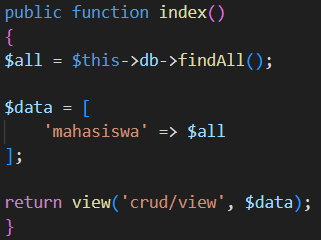 public function index()
{
$all = $this->db->findAll();
$data = [
'mahasiswa' => $all
];
return view('crud/view', $data);
}